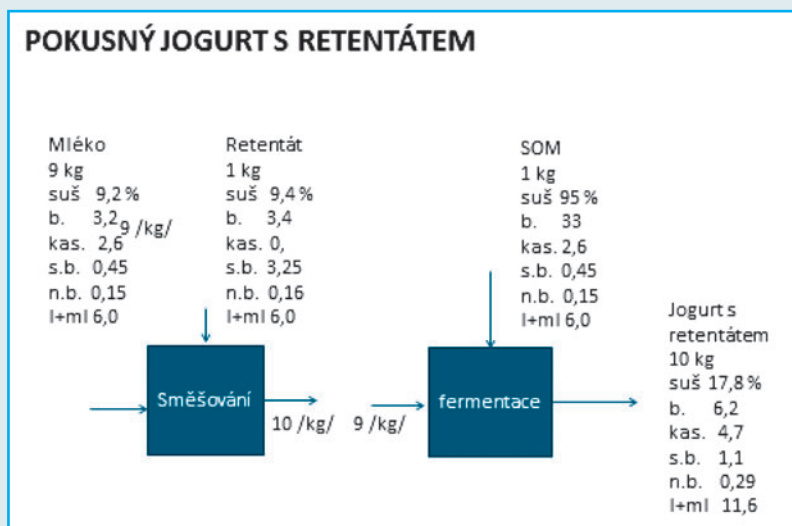 POKUSNÝ JOGURT S RETENTÁTEM
Mléko
9 kg
suš 9,2 %
b. 3,2
9 /kg/
kas. 2,6
s.b. 0,45
n.b. 0,15
l+ml 6,0
Retentát
1 kg
suš 9,4 %
b. 3,4
kas. 0,
s.b. 3,25
n.b. 0,16
l+ml 6,0
SOM
1 kg
suš 95 %
b. 33
kas. 2,6
s.b. 0,45
n.b. 0,15
l+ml 6,0
Směšování
10 /kg/
9 /kg/
fermentace
Jogurt s
retentátem
10 kg
suš 17,8 %
b. 6,2
kas. 4,7
s.b. 1,1
n.b. 0,29
l+ml 11,6